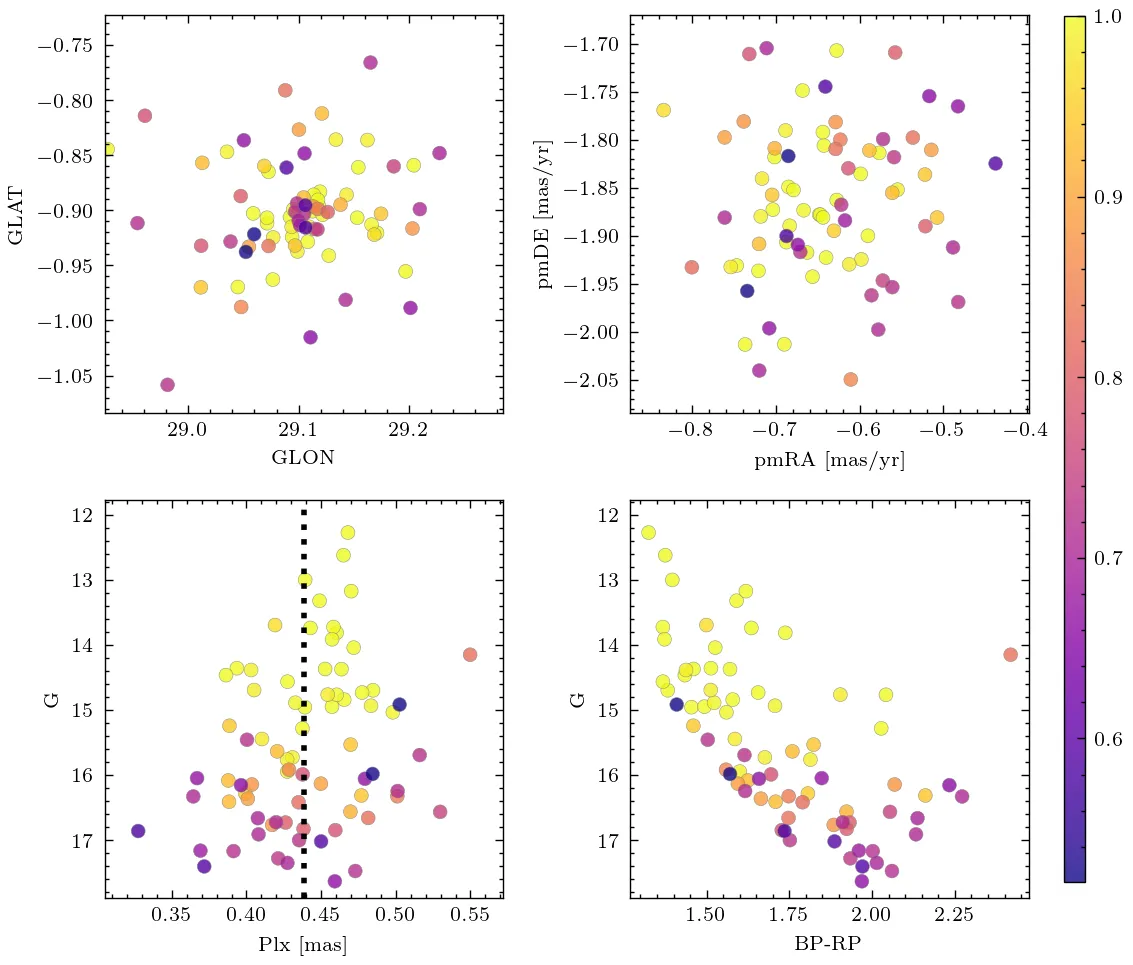 −0.75
−0.80
−0.85
−0.90
−0.95
−1.00
−1.05
GLAT
29.0 29.1 29.2
GLON
−1.70
−1.75
−1.80
−1.85
−1.90
−1.95
−2.00
−2.05
pmDE [mas/yr]
−0.8 −0.7 −0.6 −0.5 −0.4
pmRA [mas/yr]
1.0
0.9
0.8
0.7
0.6
12
13
14
15
16
17
G
0.35 0.40 0.45 0.50 0.55
Plx [mas]
12
13
14
15
16
17
G
1.50 1.75 2.00 2.25
BP-RP